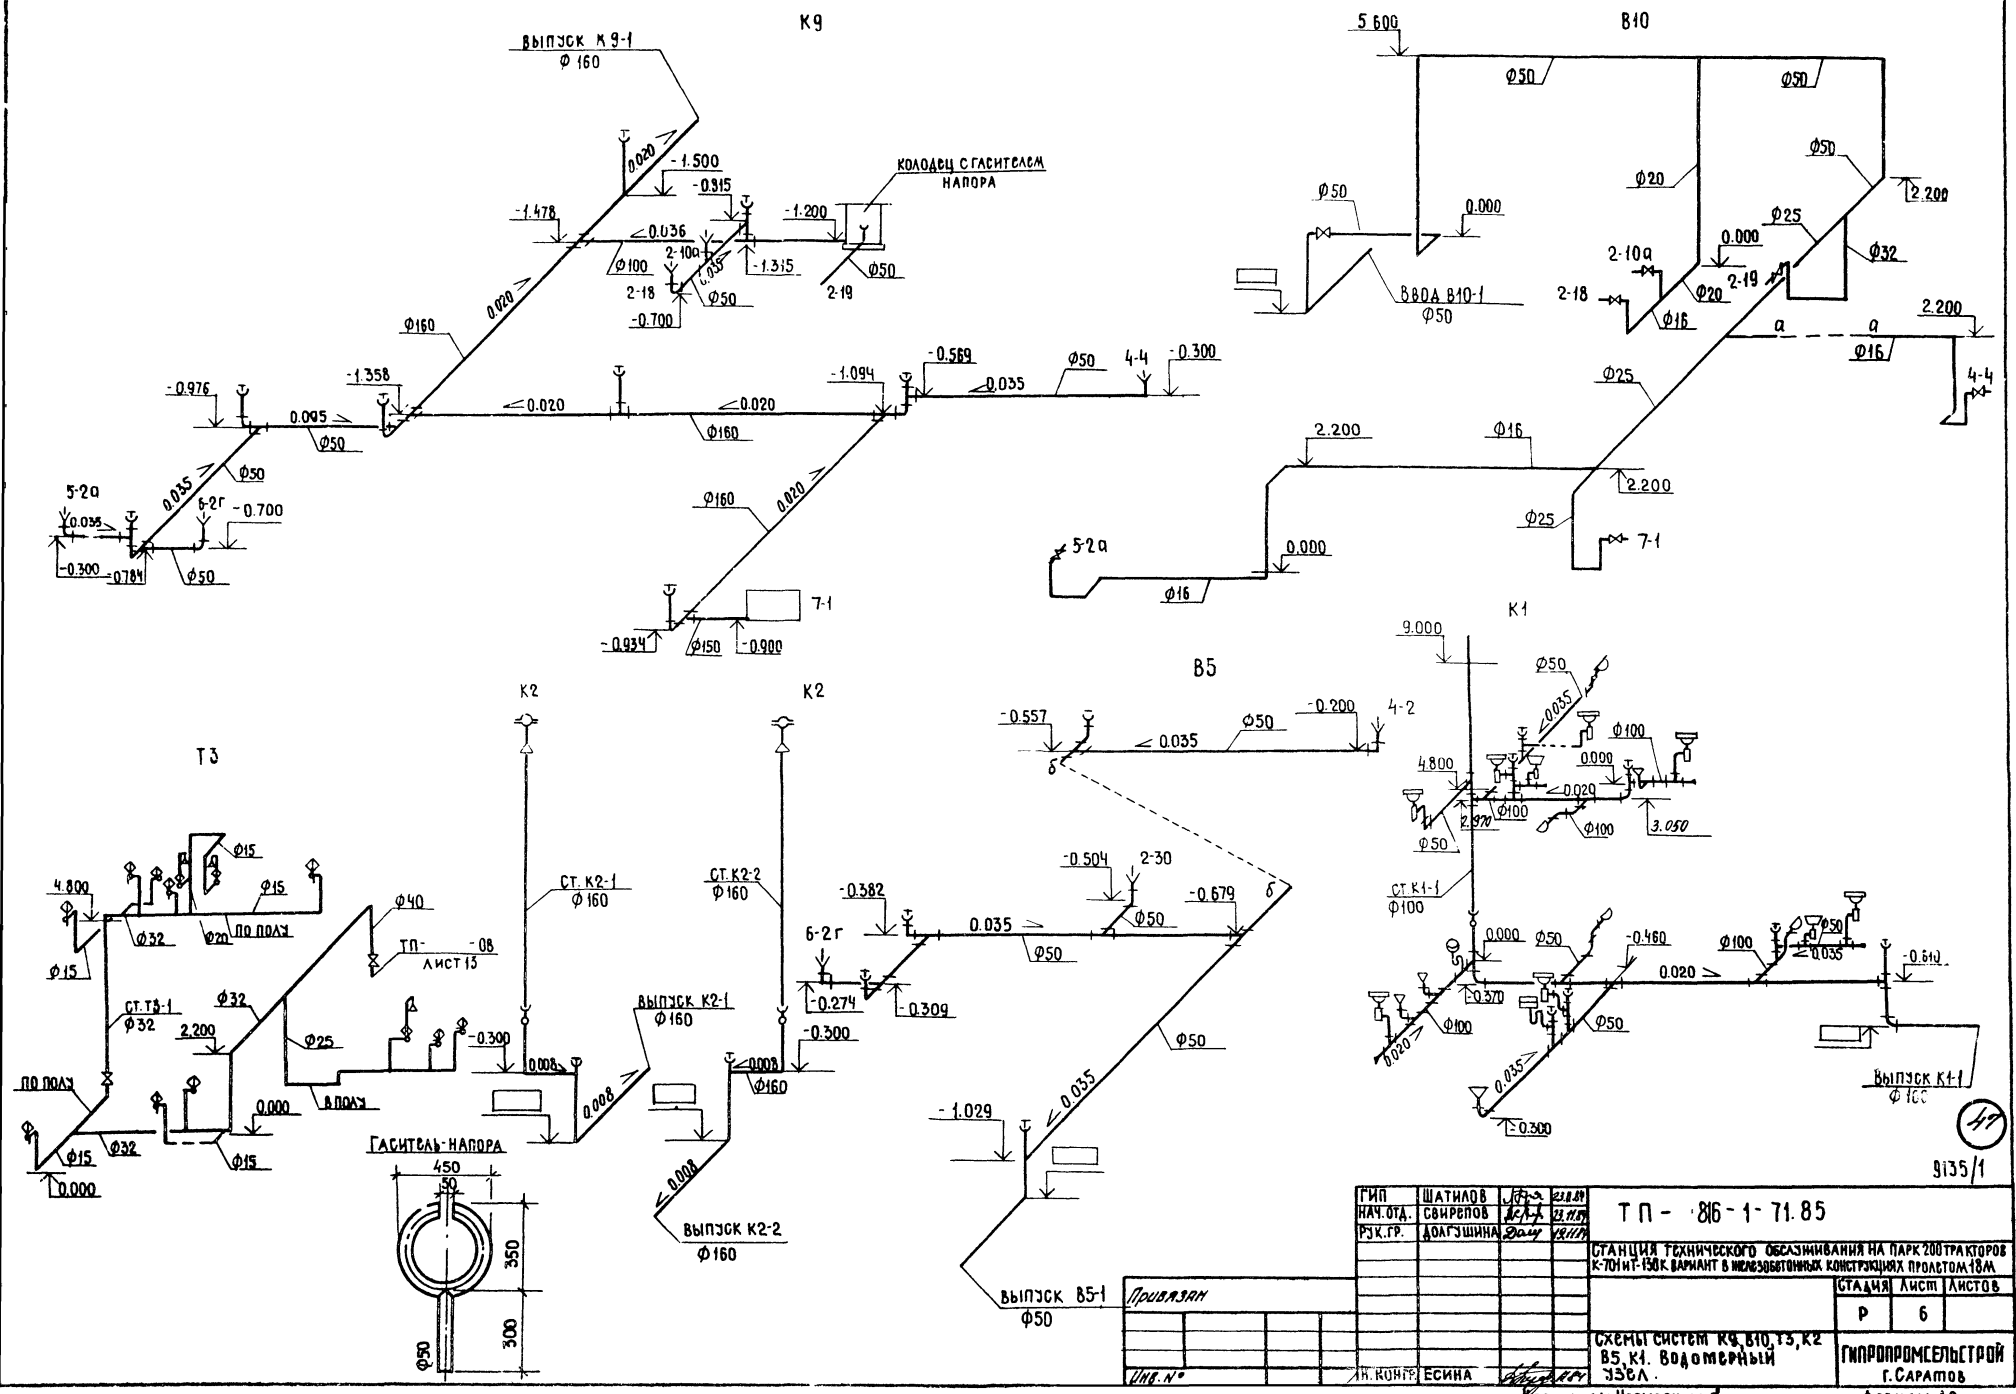 К9
ВЫПУСК К9-1
Ф 160
0.020
-1.500
-0.915
КОЛОДЕЦ С ГАСИТЕЛЕМ
НАПОРА
-1.478
0.036
-1.200
Ф100
2-10а
0.035
-1.315
Ф50
2-19
2-18
Ф50
-0.700
0.020
Ф160
-0.976
-1.358
0.095
Ф50
0.020
0.020
Ф160
-1.094
-0.569
0.035
Ф50
4-4
-0.300
0.035
Ф50
5-2а
0.035
6-2г
-0.700
-0.300
-0.784
Ф50
Ф160
0.020
7-1
-0.934
Ф150
-0.900
В10
5.600
Ф50
Ф50
Ф50
2.200
Ф20
Ф50
0.000
Ф25
Ф32
0.000
2-10а
2-19
2-18
Ф20
Ф16
ВВОД В10-1
Ф50
2.200
а
а
Ф16
4-4
Ф25
2.200
Ф16
2.200
Ф25
7-1
5-2а
0.000
Ф16
К1
9.000
Ф50
0.035
Ф100
4.800
0.000
0.020
Ф100
2.970
Ф100
3.050
Ф50
СТ. К1-1
Ф100
0.000
Ф50
-0.460
Ф100
Ф50
0.035
0.020
-0.610
-0.370
Ф100
0.020
Ф50
0.035
-0.300
ВЫПУСК К1-1
В5
-0.557
0.035
Ф50
-0.200
4-2
б
-0.504
2-30
б
-0.382
0.035
Ф50
-0.679
6-2г
Ф50
-0.274
-0.309
Ф50
0.035
-1.029
ВЫПУСК В5-1
Ф50
К2
СТ. К2-1
Ф160
ВЫПУСК К2-1
Ф160
-0.300
0.008
0.008
К2
СТ. К2-2
Ф160
-0.300
0.008
Ф160
0.008
ВЫПУСК К2-2
Ф160
Т3
Ф15
4.800
Ф15
Ф40
Ф32
Ф20
ПО ПОЛУ
ТП- -ОВ
ЛИСТ 13
Ф15
СТ. Т3-1
Ф32
Ф32
2.200
Ф25
ПО ПОЛУ
В ПОЛУ
0.000
Ф15
Ф32
Ф15
0.000
ГАСИТЕЛЬ-НАПОРА
450
50
350
300
Ф50
47
9135/1
ГИП ШАТИЛОВ
НАЧ.ОТД. СВИРЕПОВ
РУК.ГР. ДОЛГУШИНА
Н.КОНТР. ЕСИНА
ТП- 816-1-71.85
СТАНЦИЯ ТЕХНИЧЕСКОГО ОБСЛУЖИВАНИЯ НА ПАРК 200 ТРАКТОРОВ
К-701 и Т-150К ВАРИАНТ В ЖЕЛЕЗОБЕТОННЫХ КОНСТРУКЦИЯХ ПРОЛЕТОМ 18М
СТАДИЯ ЛИСТ ЛИСТОВ
Р 6
СХЕМЫ СИСТЕМ К9, В10, Т3, К2
В5, К1. ВОДОМЕРНЫЙ
УЗЕЛ.
ГИПРОПРОМСЕЛЬСТРОЙ
г. САРАТОВ
ПРИВЯЗАН
ИНВ. №